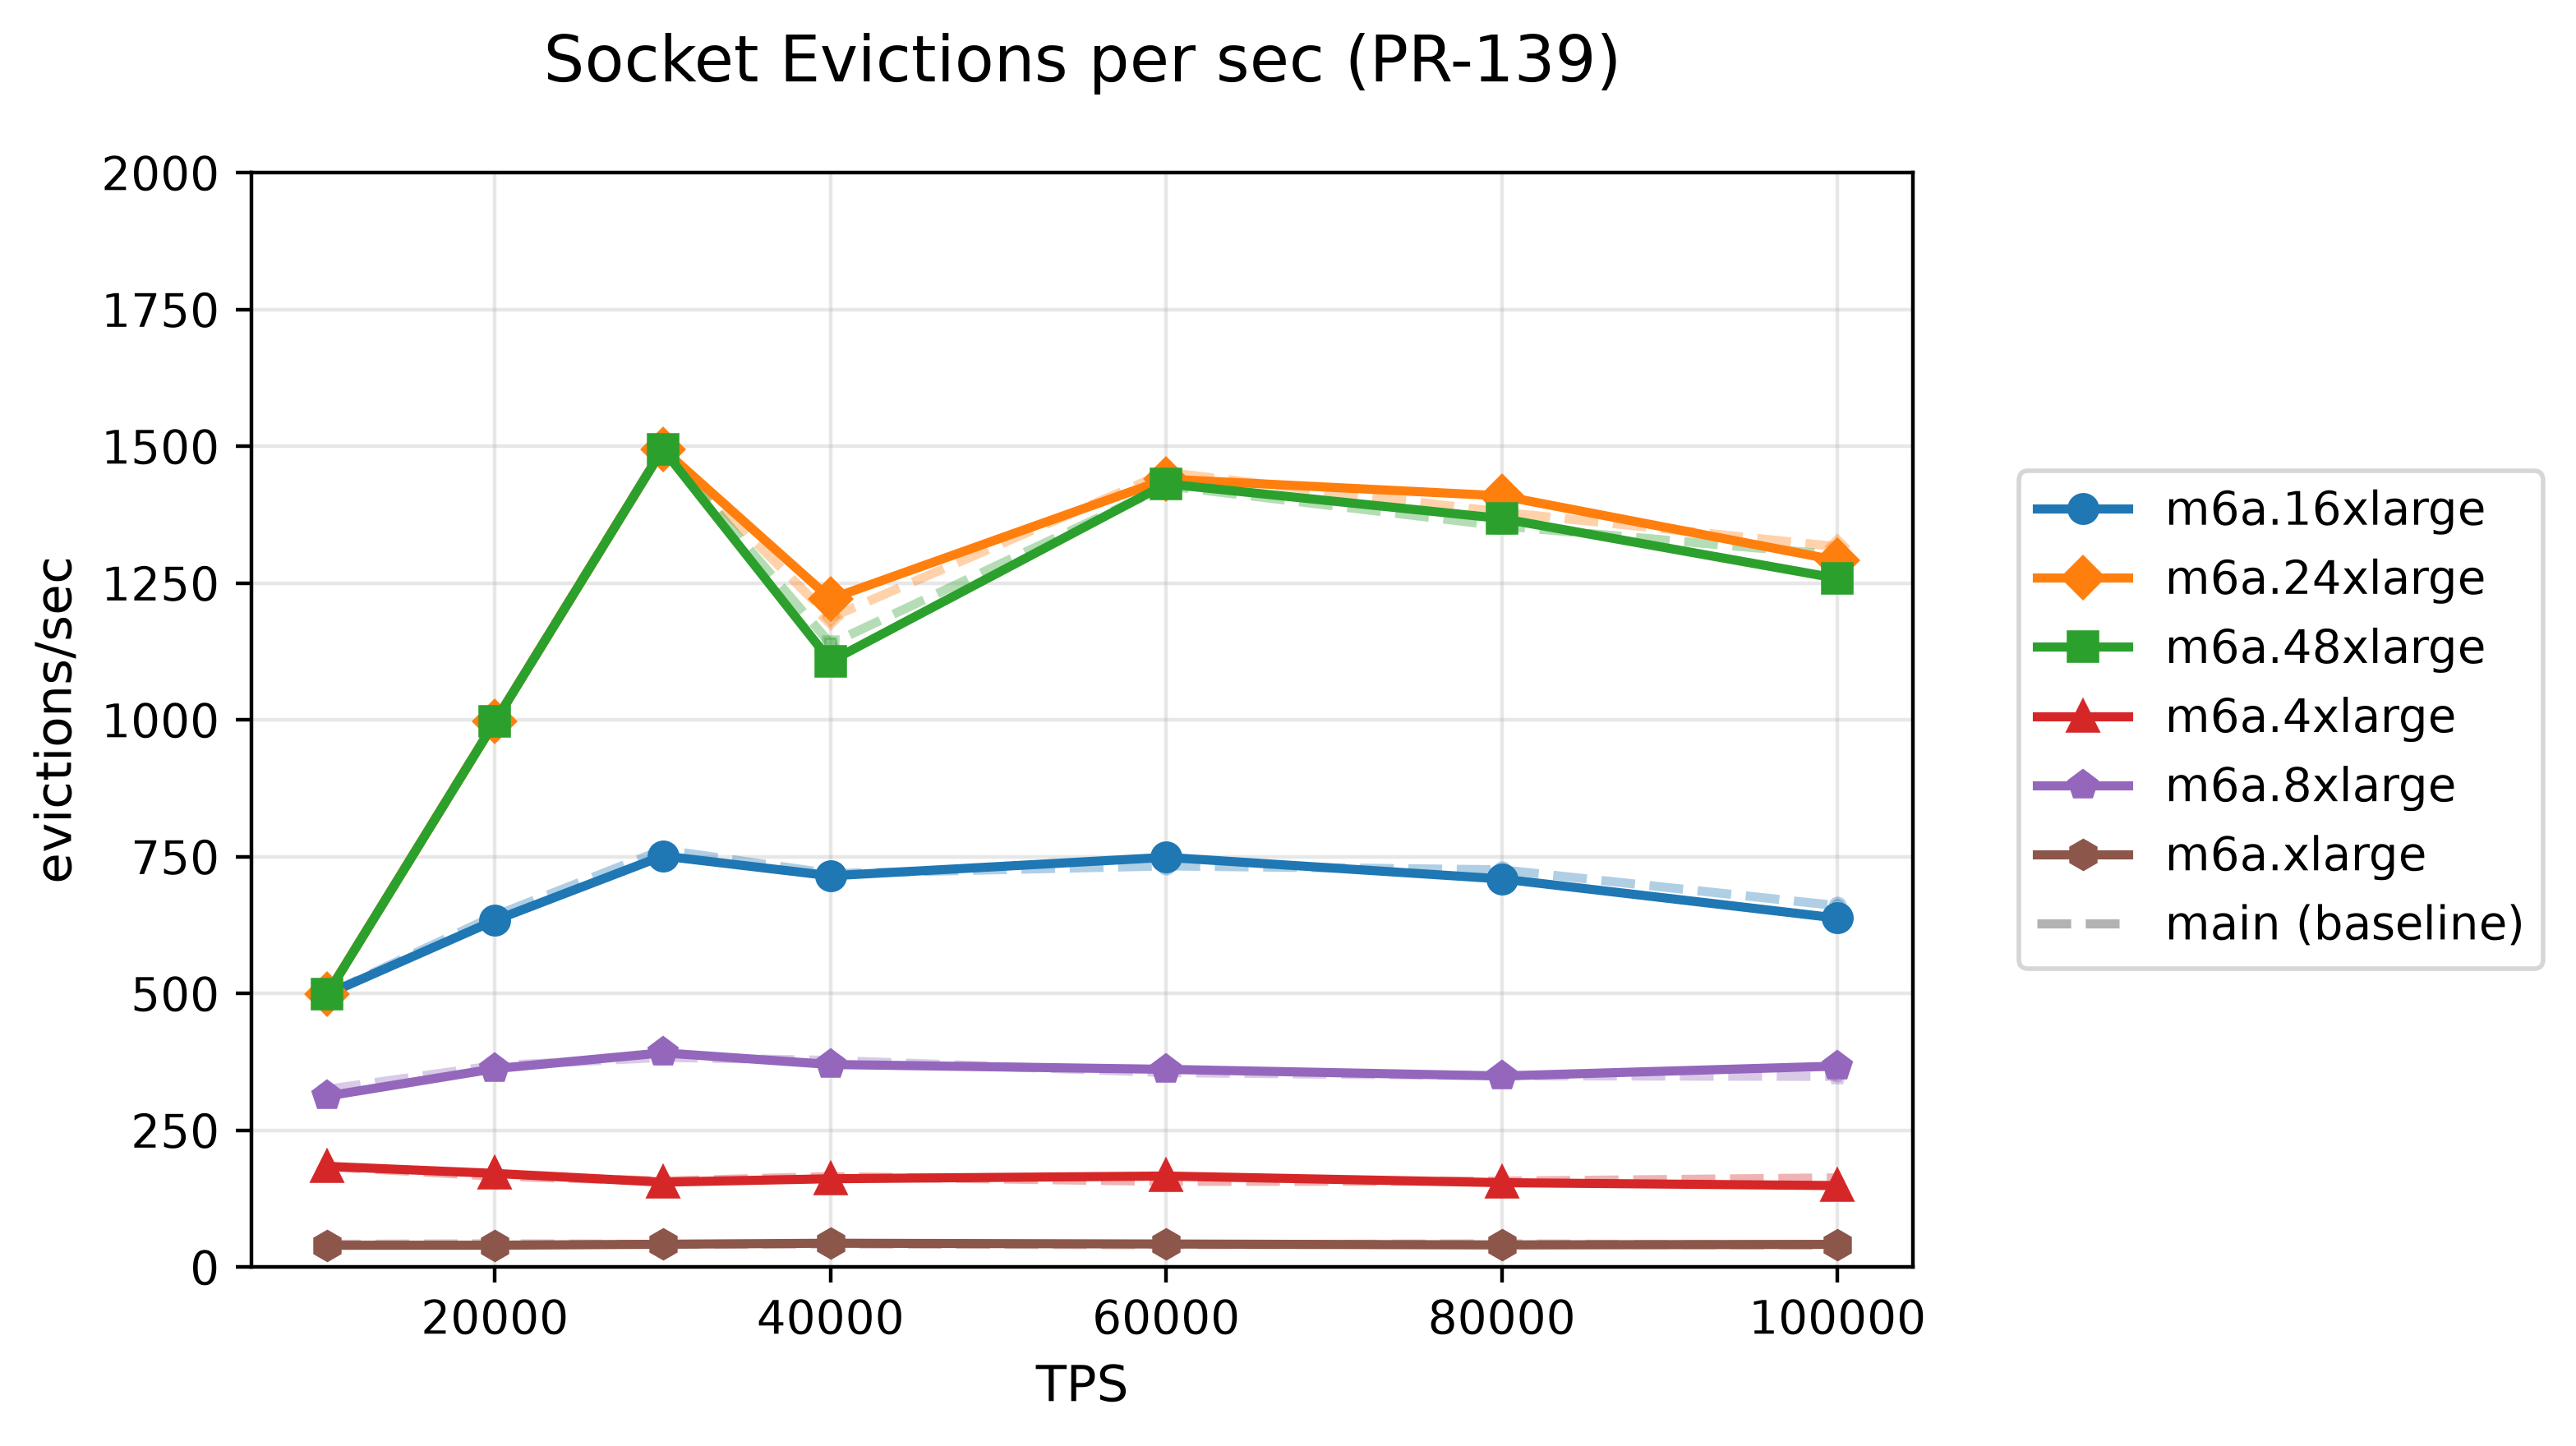 Socket Evictions per sec (PR-139)
2000
1750
1500
1250
1000
750
500
250
0
evictions/sec
20000 40000 60000 80000 100000
TPS
m6a.16xlarge
m6a.24xlarge
m6a.48xlarge
m6a.4xlarge
m6a.8xlarge
m6a.xlarge
main (baseline)